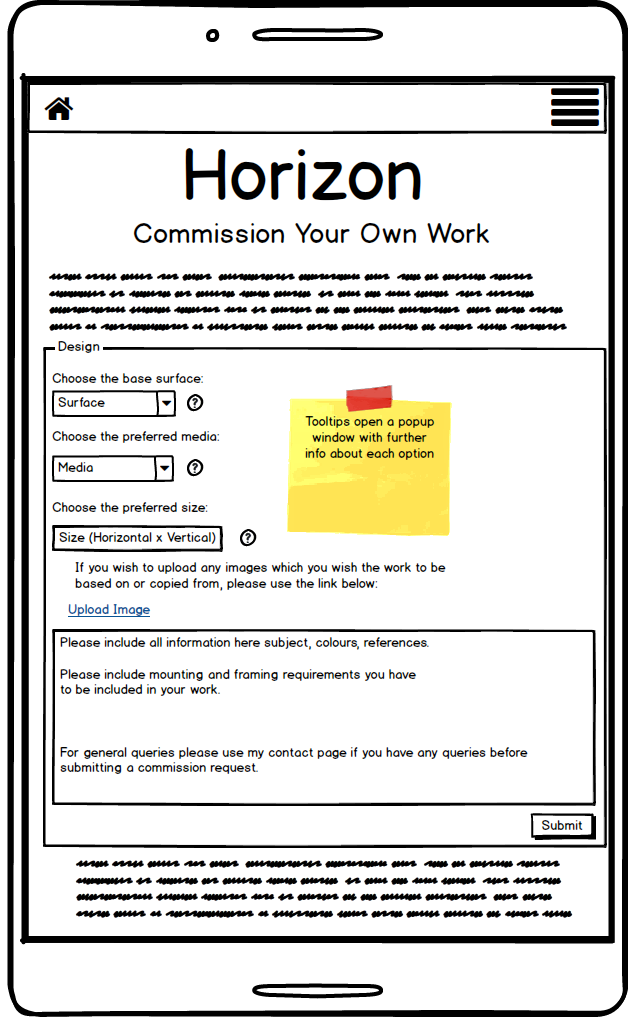 Horizon
Commission Your Own Work
Design
Choose the base surface:
Surface
?
Tooltips open a popup
window with further
info about each option
Choose the preferred media:
Media
?
Choose the preferred size:
Size (Horizontal x Vertical)
?
If you wish to upload any images which you wish the work to be
based on or copied from, please use the link below:
Upload Image
Please include all information here subject, colours, references.
Please include mounting and framing requirements you have
to be included in your work.
For general queries please use my contact page if you have any queries before
submitting a commission request.
Submit